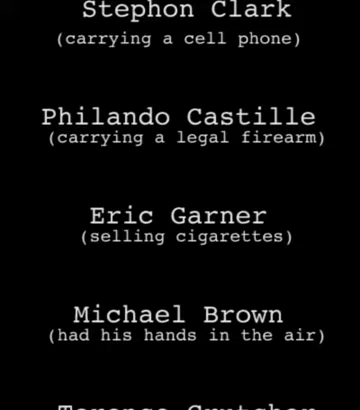 Stephon Clark
(carrying a cell phone)
Philando Castille
(carrying a legal firearm)
Eric Garner
(selling cigarettes)
Michael Brown
(had his hands in the air)